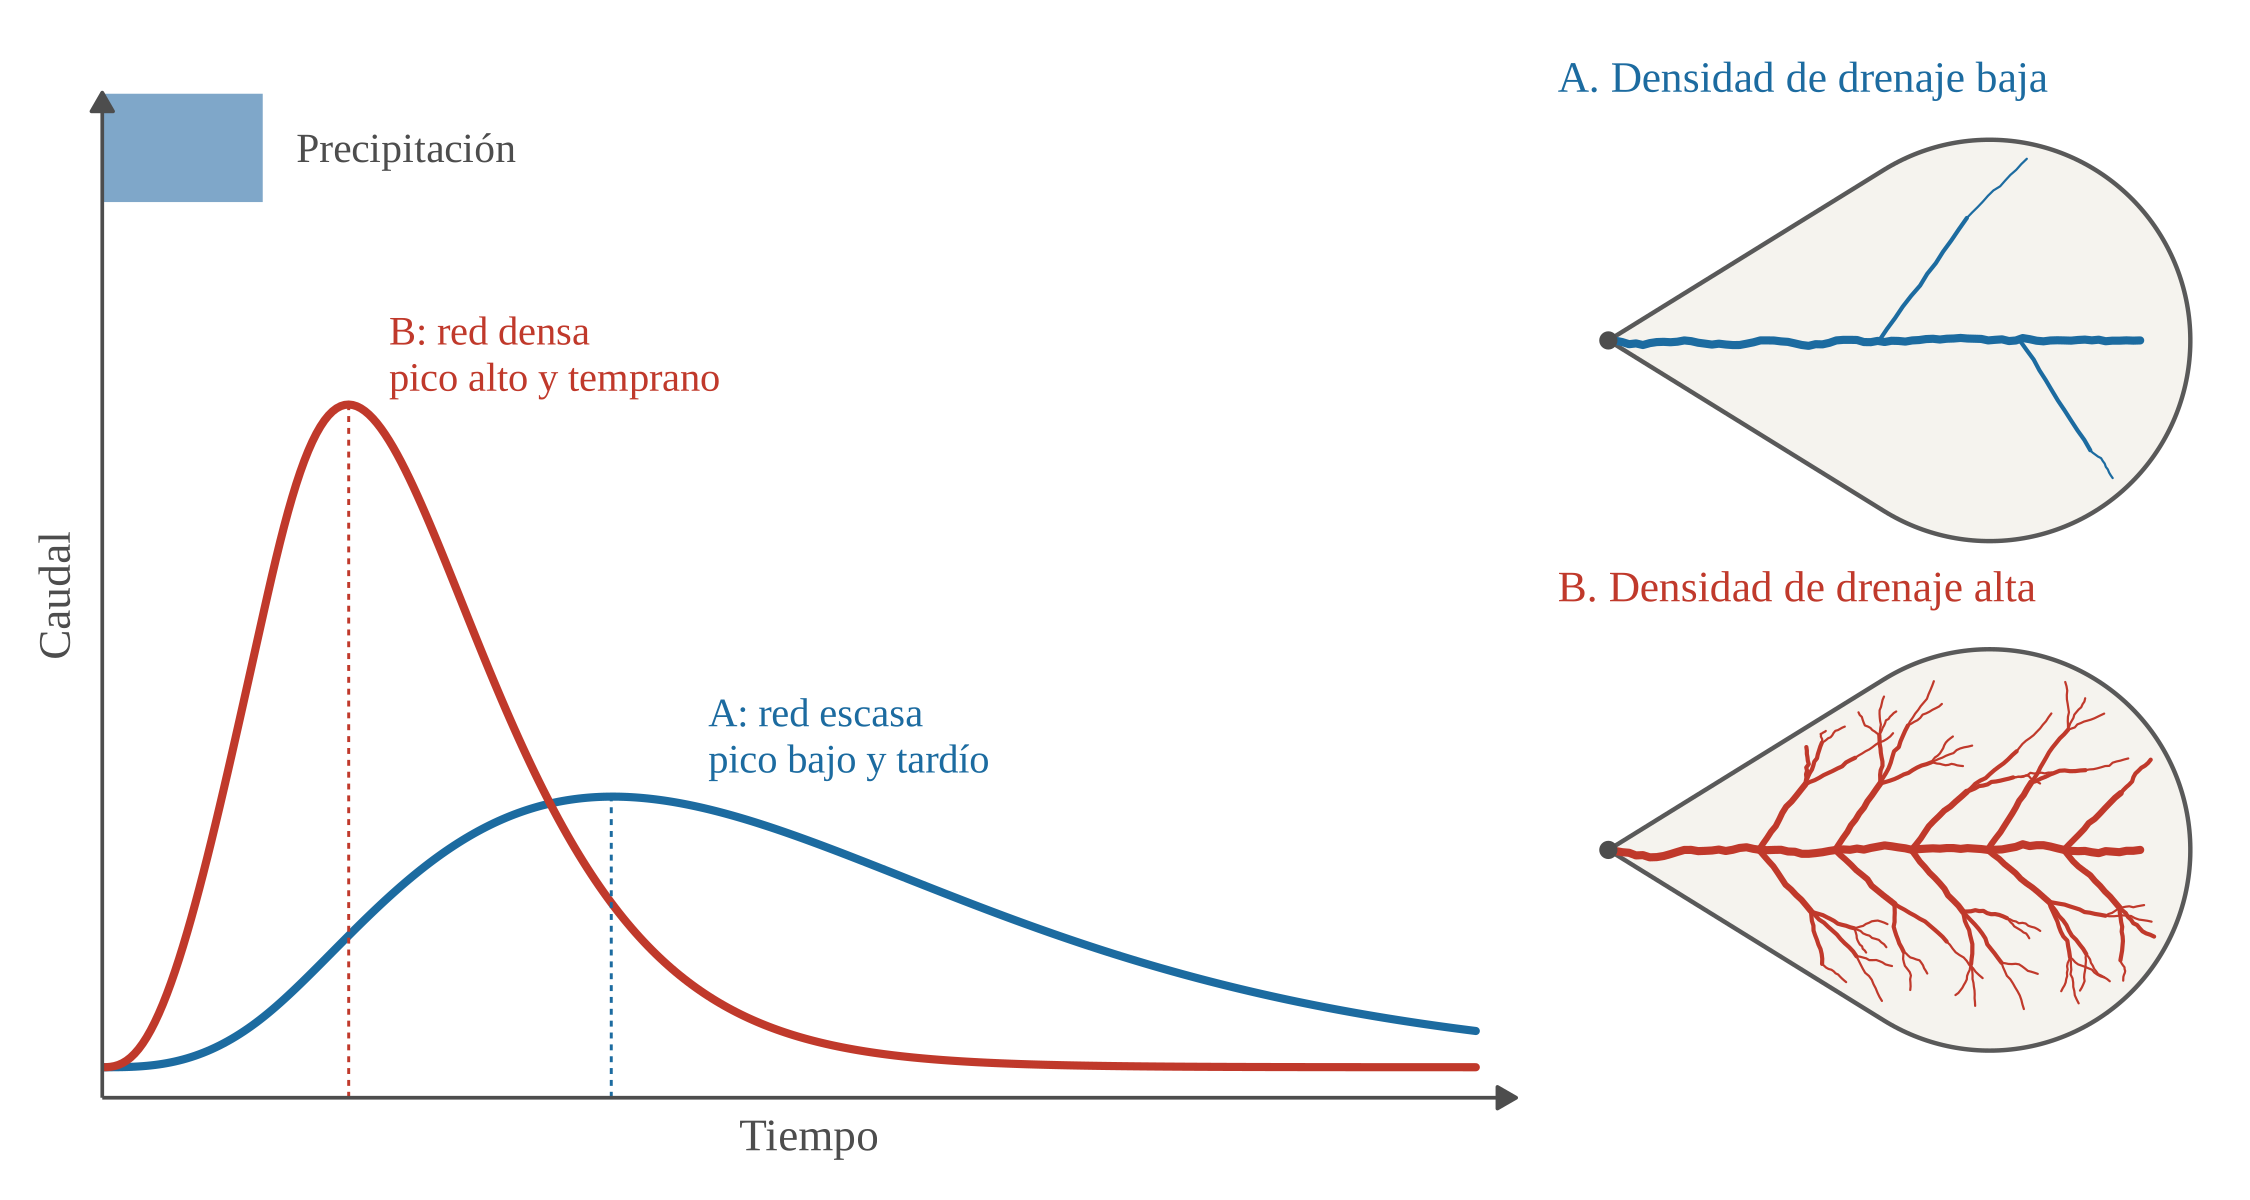 Precipitación
B: red densa
pico alto y temprano
A: red escasa
pico bajo y tardío
Caudal
Tiempo
A. Densidad de drenaje baja
B. Densidad de drenaje alta